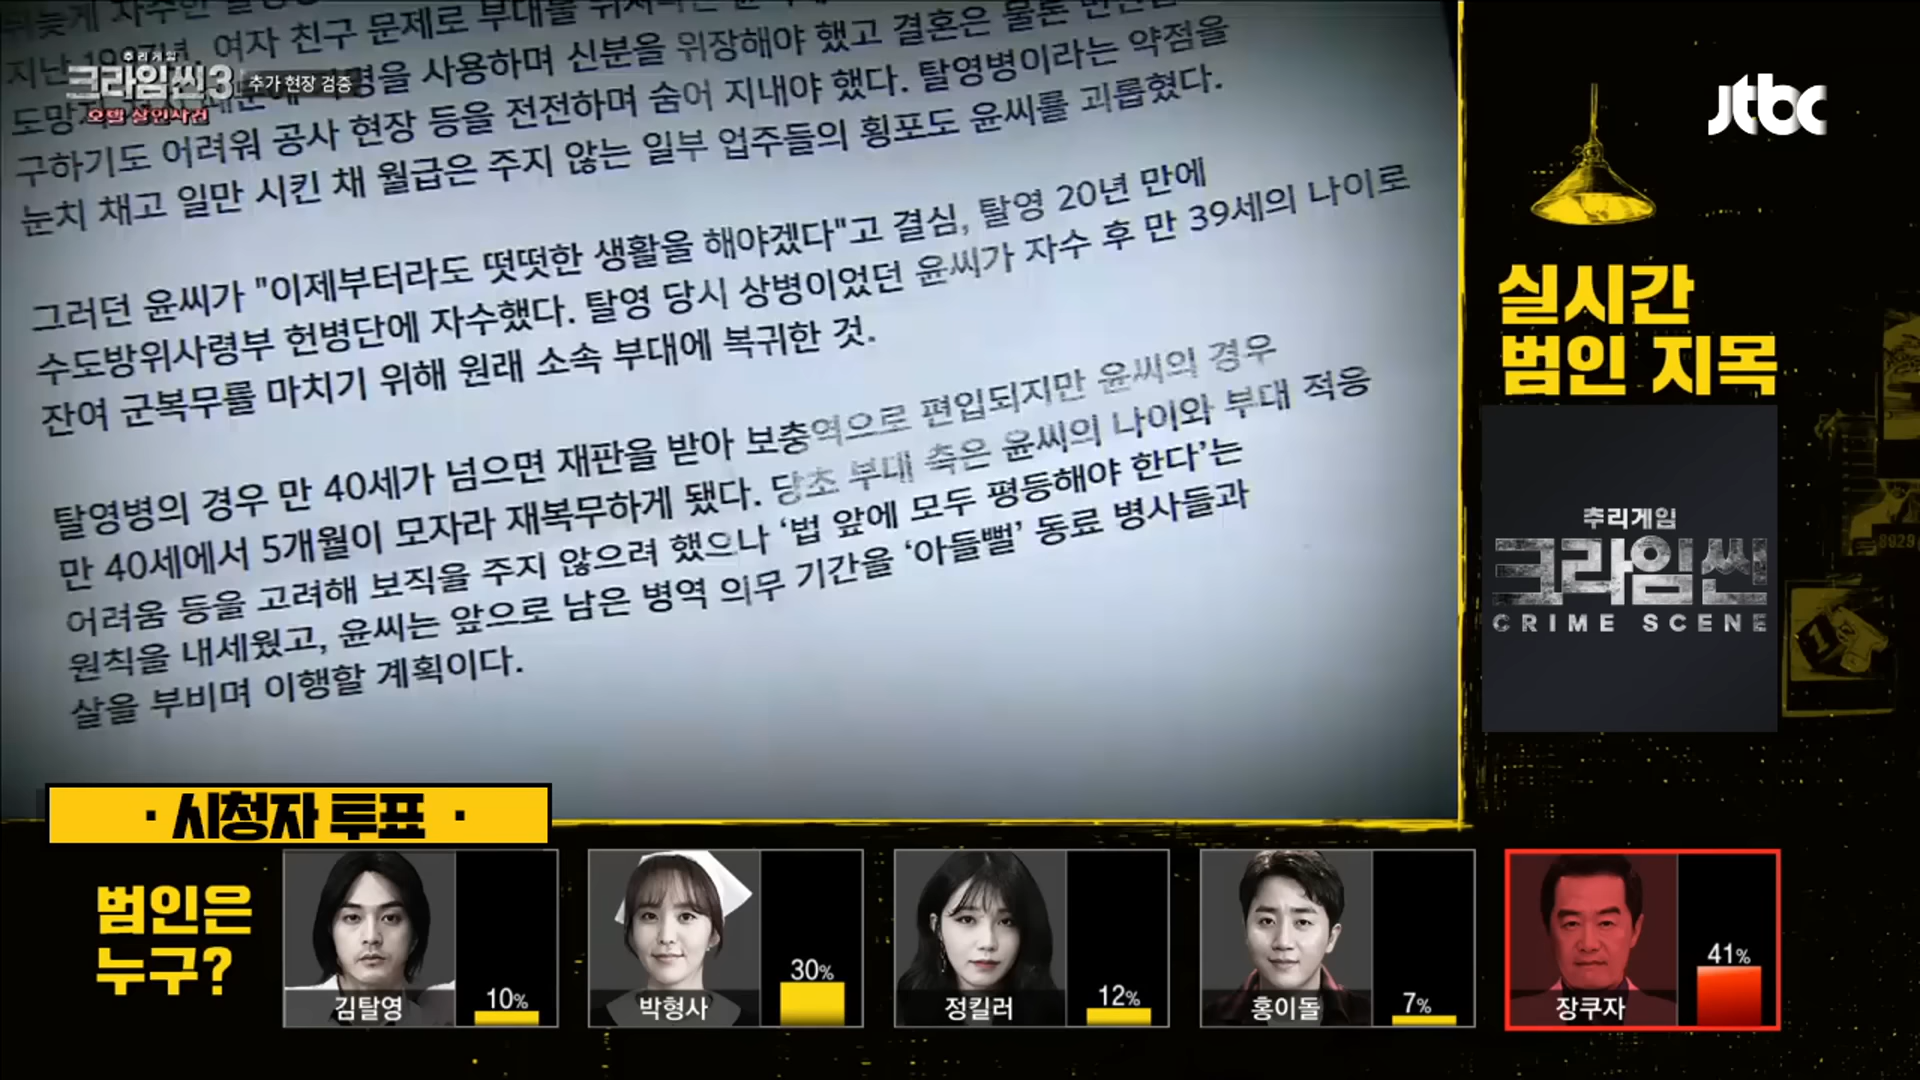 지난 1997년, 여자 친구 문제로 부대를
사용하며 신분을 위장해야 했고 결혼은 물론
구하기도 어려워 공사 현장 등을 전전하며 숨어 지내야 했다. 탈영병이라는 약점을
눈치 채고 일만 시킨 채 월급은 주지 않는 일부 업주들의 횡포도 윤씨를 괴롭혔다.
그러던 윤씨가 "이제부터라도 떳떳한 생활을 해야겠다"고 결심, 탈영 20년 만에
수도방위사령부 헌병단에 자수했다. 탈영 당시 상병이었던 윤씨가 자수 후 만 39세의 나이로
잔여 군복무를 마치기 위해 원래 소속 부대에 복귀한 것.
탈영병의 경우 만 40세가 넘으면 재판을 받아 보충역으로 편입되지만 윤씨의 경우
만 40세에서 5개월이 모자라 재복무하게 됐다. 당초 부대 측은 윤씨의 나이와 부대 적응
어려움 등을 고려해 보직을 주지 않으려 했으나 ‘법 앞에 모두 평등해야 한다’는
원칙을 내세웠고, 윤씨는 앞으로 남은 병역 의무 기간을 ‘아들뻘’ 동료 병사들과
살을 부비며 이행할 계획이다.
추리게임
크라임씬3
추가 현장 검증
호텔 살인사건
jtbc
실시간
범인 지목
추리게임
크라임씬
CRIME SCENE
· 시청자 투표 ·
범인은
누구?
김탈영 10%
박형사 30%
정킬러 12%
홍이돌 7%
장쿠자 41%